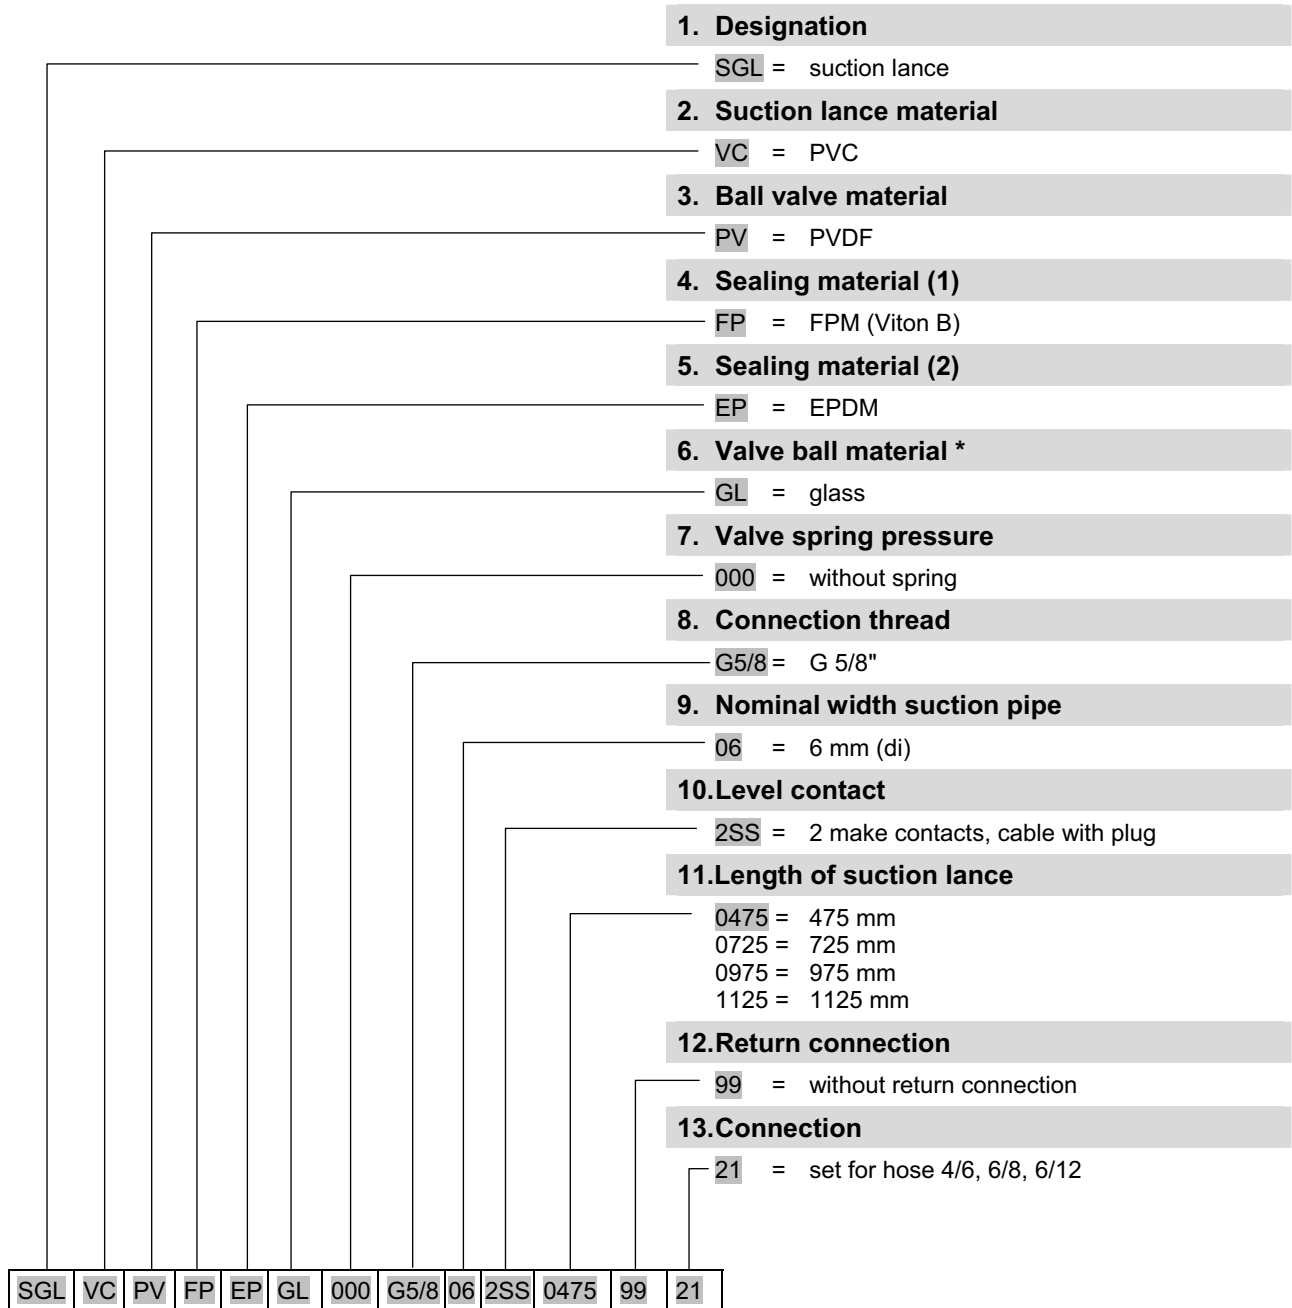 1. Designation
SGL = suction lance
2. Suction lance material
VC = PVC
3. Ball valve material
PV = PVDF
4. Sealing material (1)
FP = FPM (Viton B)
5. Sealing material (2)
EP = EPDM
6. Valve ball material *
GL = glass
7. Valve spring pressure
000 = without spring
8. Connection thread
G5/8 = G 5/8"
9. Nominal width suction pipe
06 = 6 mm (di)
10.Level contact
2SS = 2 make contacts, cable with plug
11.Length of suction lance
0475 = 475 mm
0725 = 725 mm
0975 = 975 mm
1125 = 1125 mm
12.Return connection
99 = without return connection
13.Connection
21 = set for hose 4/6, 6/8, 6/12
SGL VC PV FP EP GL 000 G5/8 06 2SS 0475 99 21